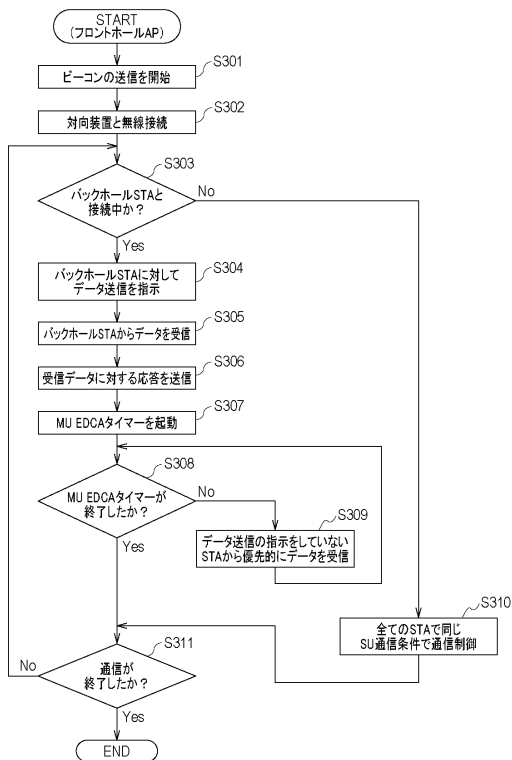 START
(フロントホールAP)
S301
ビーコンの送信を開始
S302
対向装置と無線接続
S303
バックホールSTAと
接続中か?
No
Yes
S304
バックホールSTAに対して
データ送信を指示
S305
バックホールSTAからデータを受信
S306
受信データに対する応答を送信
S307
MU EDCAタイマーを起動
S308
MU EDCAタイマーが
終了したか?
No
Yes
S309
データ送信の指示をしていない
STAから優先的にデータを受信
S310
全てのSTAで同じ
SU通信条件で通信制御
S311
通信が
終了したか?
No
Yes
END